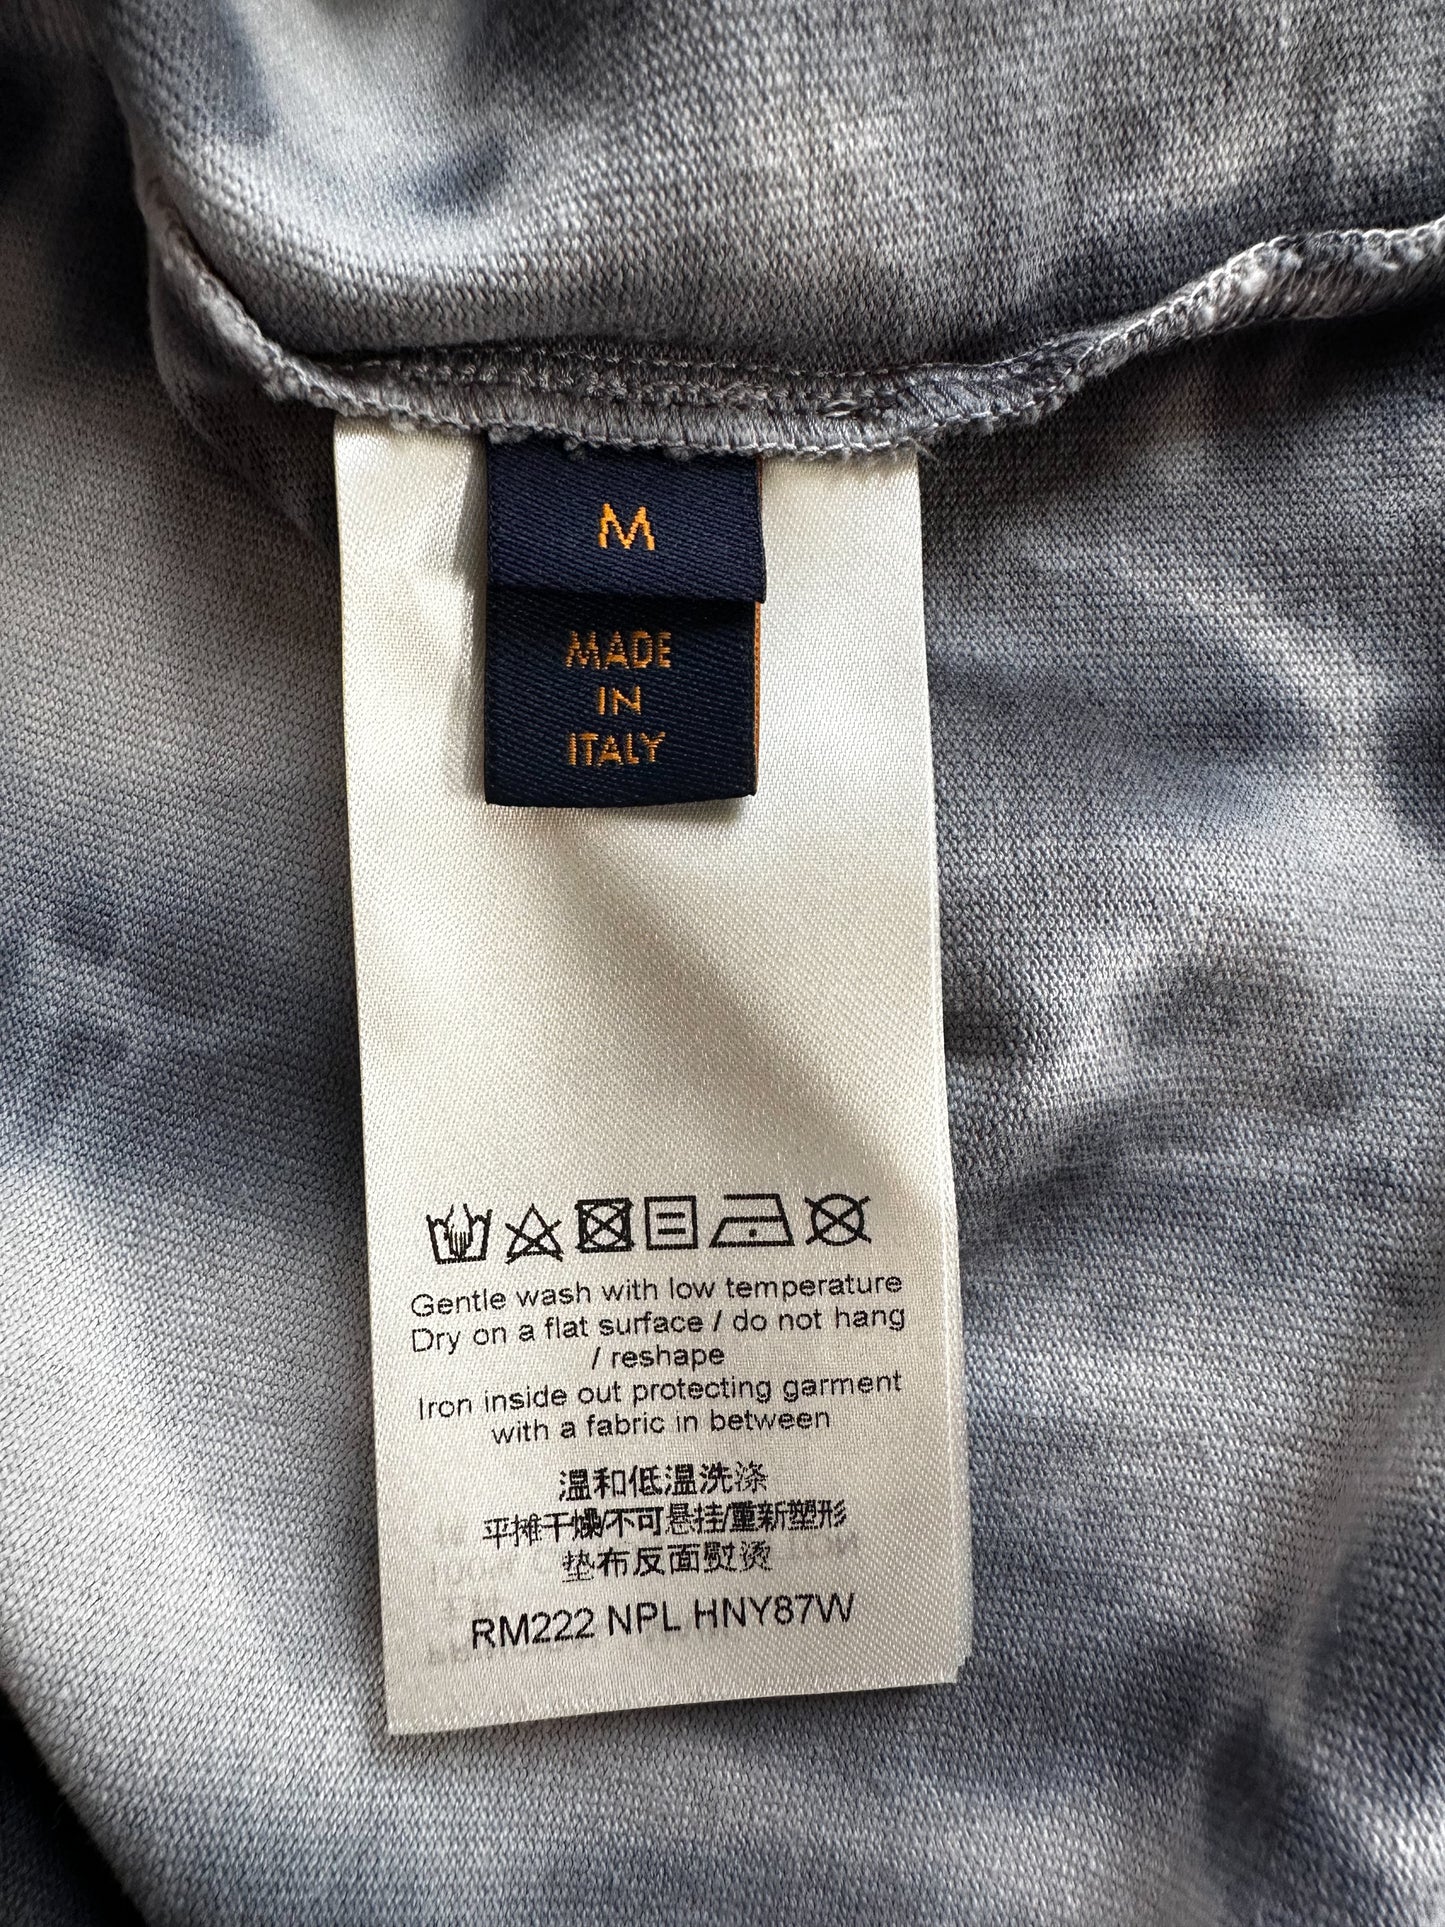 M
MADE
IN
ITALY
Gentle wash with low temperature
Dry on a flat surface / do not hang
/ reshape
Iron inside out protecting garment
with a fabric in between
温和低温洗涤
平摊干燥/不可悬挂/重新塑形
垫布反面熨烫
RM222 NPL HNY87W